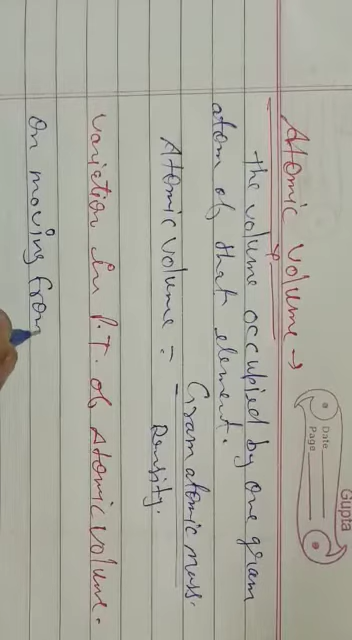 Gupta
Date
Page
Atomic volume →
the volume occupied by one gram
atom of that element.
Atomic volume = Gram atomic mass.
Density.
Variation in P.T. of Atomic volume.
On moving from